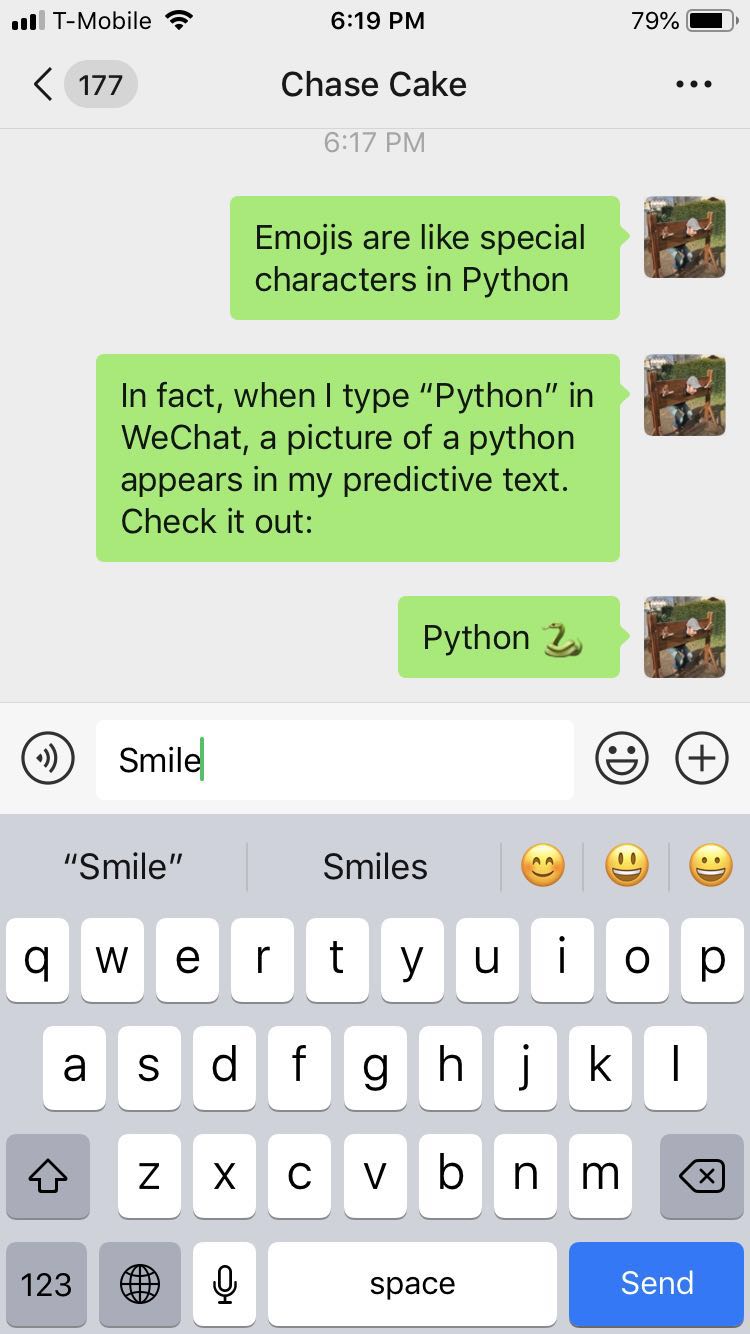 T-Mobile 6:19 PM 79%
177 Chase Cake
6:17 PM
Emojis are like special
characters in Python
In fact, when I type “Python” in
WeChat, a picture of a python
appears in my predictive text.
Check it out:
Python 🐍
Smile
“Smile” Smiles 😊 😃 😀
q w e r t y u i o p
a s d f g h j k l
z x c v b n m
123 space Send